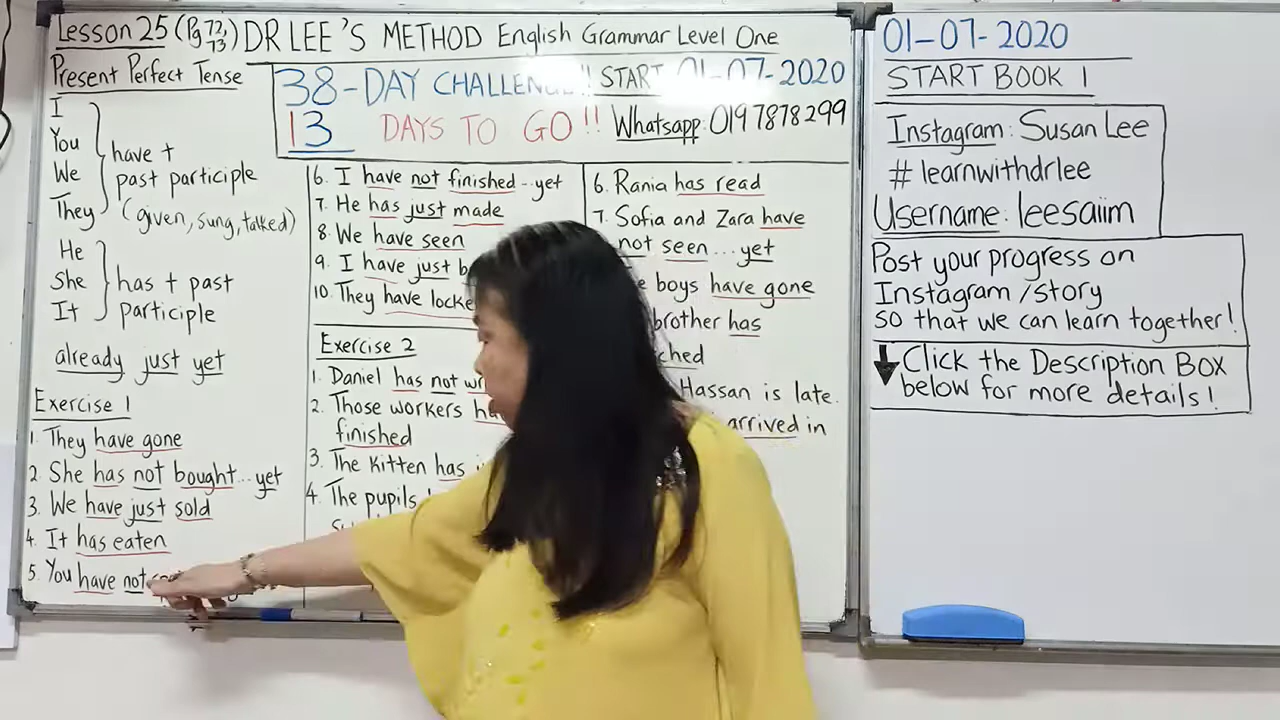 Lesson 25 (Pg 72, 73) DR LEE'S METHOD English Grammar Level One
Present Perfect Tense
38-DAY CHALLENGE!! START 01-07-2020
13 DAYS TO GO!! Whatsapp: 019 7878299
I
You
We
They
have +
past participle
(given, sung, talked)
He
She
It
has + past
participle
already just yet
Exercise 1
1. They have gone
2. She has not bought...yet
3. We have just sold
4. It has eaten
5. You have not
6. I have not finished...yet
7. He has just made
8. We have seen
9. I have just
10. They have
Exercise 2
1. Daniel has not
2. Those workers
finished
3. The kitten has
4. The pupils
6. Rania has read
7. Sofia and Zara have
not seen...yet
boys have gone
brother has
Hassan is late.
arrived in
01-07-2020
START BOOK 1
Instagram: Susan Lee
# learnwithdrlee
Username: leesaiim
Post your progress on
Instagram/story
so that we can learn together!
Click the Description Box
below for more details!